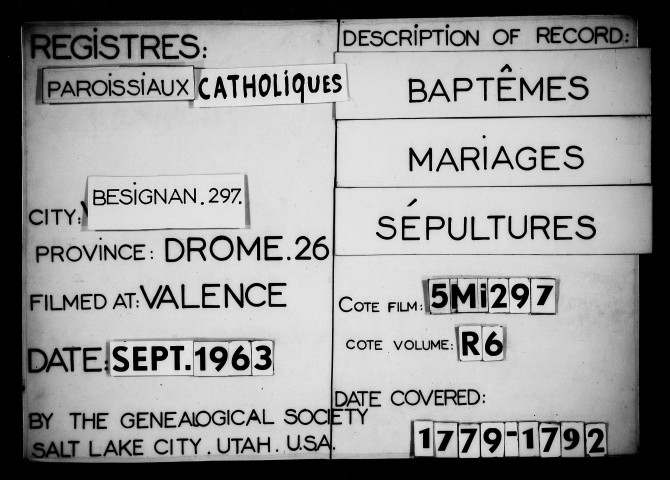 REGISTRES:
PAROISSIAUX CATHOLIQUES
CITY: BESIGNAN.297.
PROVINCE: DROME.26
FILMED AT: VALENCE
DATE: SEPT.1963
BY THE GENEALOGICAL SOCIETY
SALT LAKE CITY. UTAH. U.S.A.
DESCRIPTION OF RECORD:
BAPTÊMES
MARIAGES
SÉPULTURES
COTE FILM: 5Mi297
COTE VOLUME: R6
DATE COVERED:
1779-1792